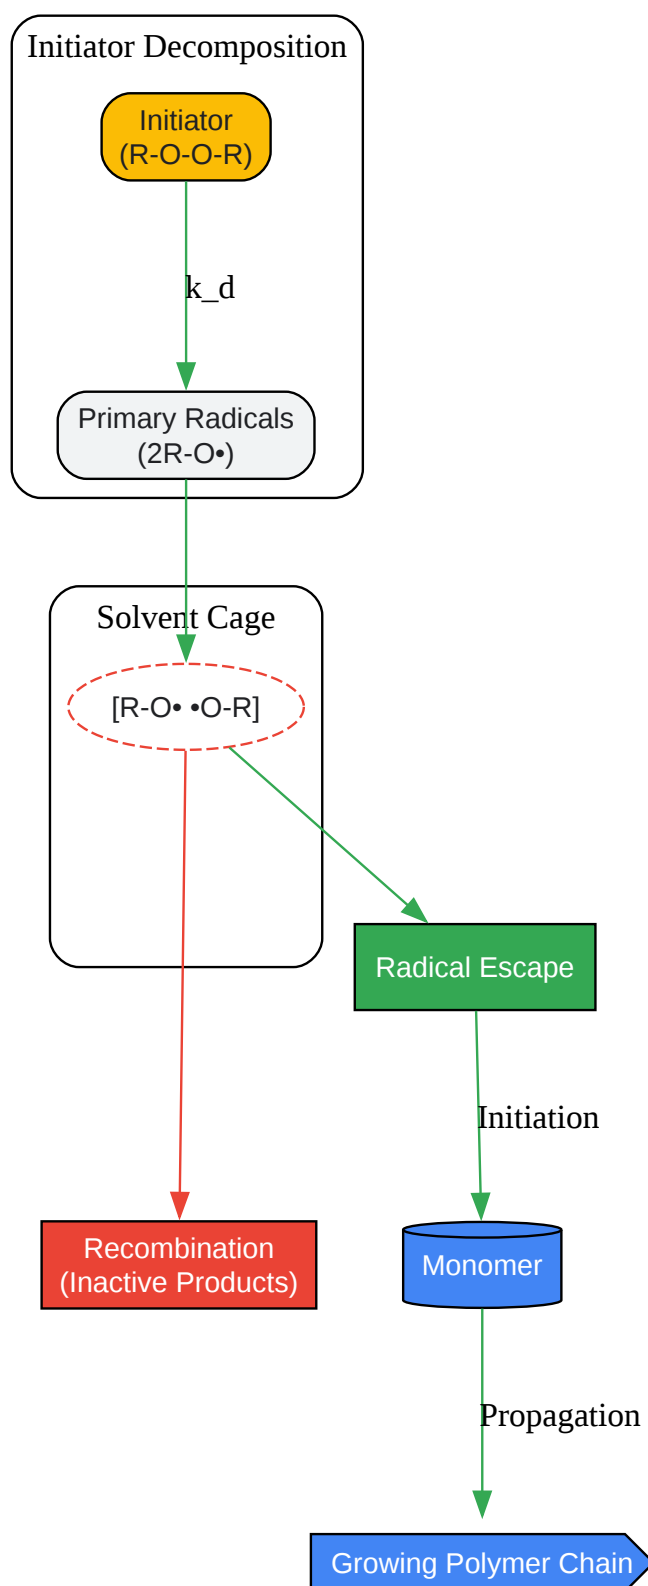 Initiator Decomposition
Initiator
(R-O-O-R)
k_d
Primary Radicals
(2R-O•)
Solvent Cage
[R-O• •O-R]
Radical Escape
Initiation
Recombination
(Inactive Products)
Monomer
Propagation
Growing Polymer Chain